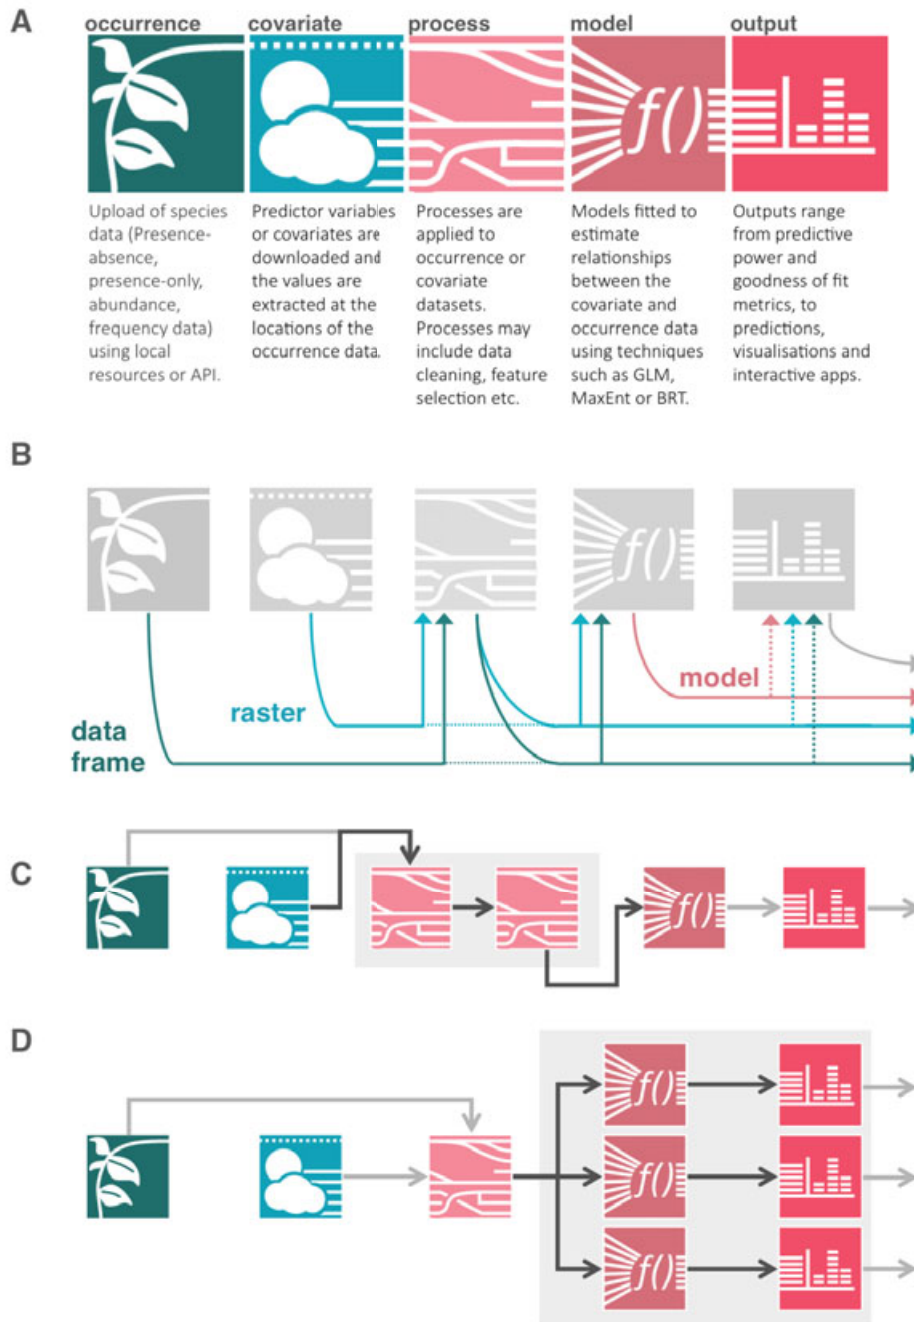 A
occurrence covariate process model output
f()
Upload of species
data (Presence-
absence,
presence-only,
abundance,
frequency data)
using local
resources or API.
Predictor variables
or covariates are
downloaded and
the values are
extracted at the
locations of the
occurrence data.
Processes are
applied to
occurrence or
covariate
datasets.
Processes may
include data
cleaning, feature
selection etc.
Models fitted to
estimate
relationships
between the
covariate and
occurrence data
using techniques
such as GLM,
MaxEnt or BRT.
Outputs range
from predictive
power and
goodness of fit
metrics, to
predictions,
visualisations and
interactive apps.
B
f()
model
raster
data
frame
C
f()
D
f()
f()
f()